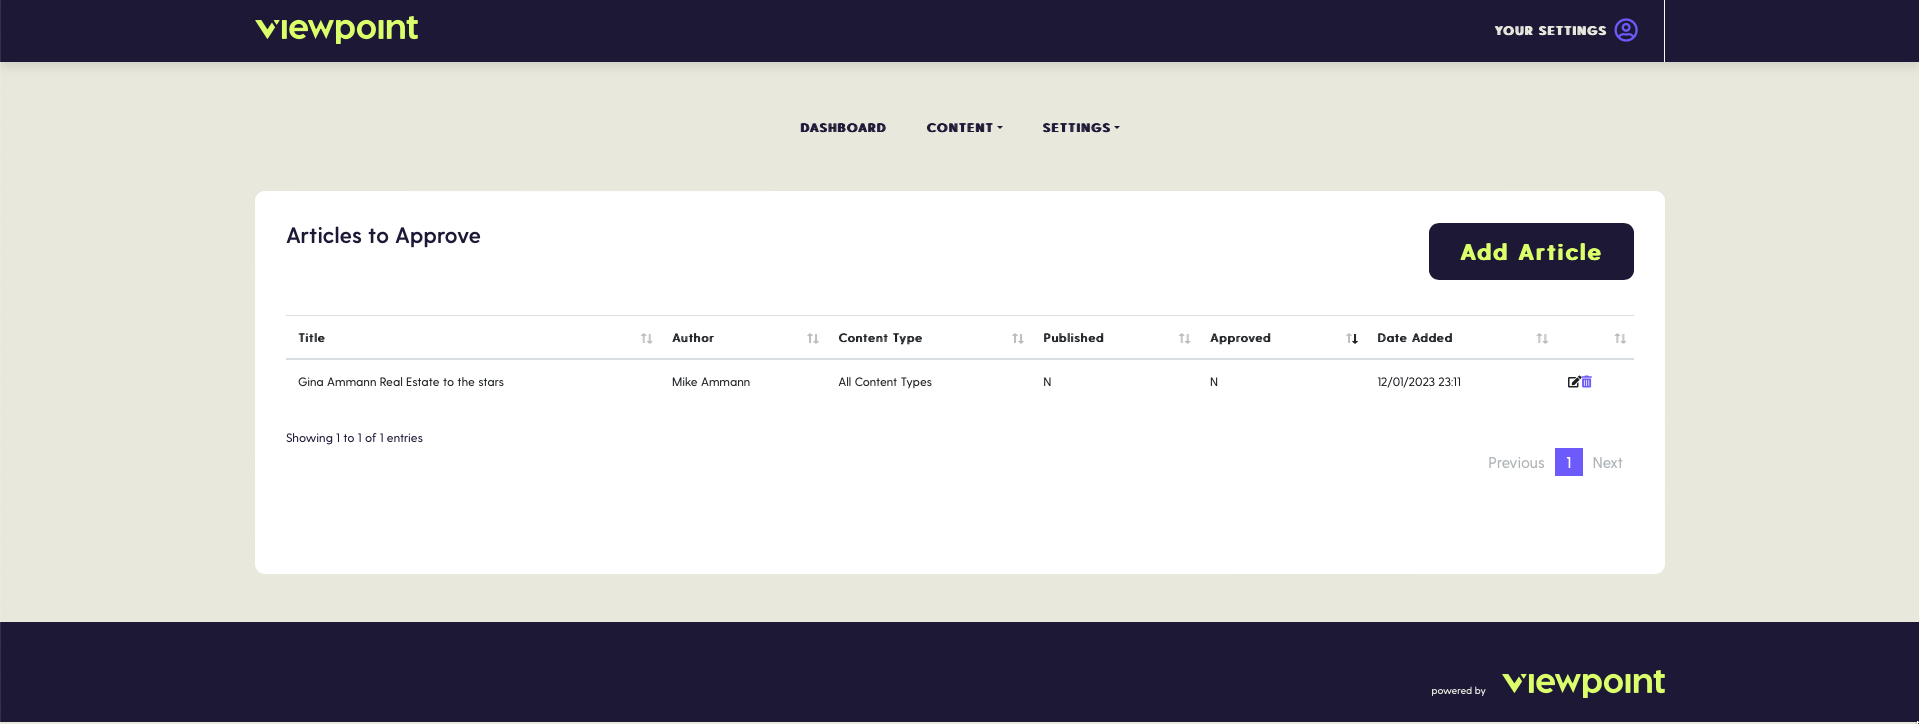 viewpoint
YOUR SETTINGS
DASHBOARD CONTENT SETTINGS
Articles to Approve
Add Article
Title Author Content Type Published Approved Date Added
Gina Ammann Real Estate to the stars Mike Ammann All Content Types N N 12/01/2023 23:11
Showing 1 to 1 of 1 entries
Previous 1 Next
powered by viewpoint